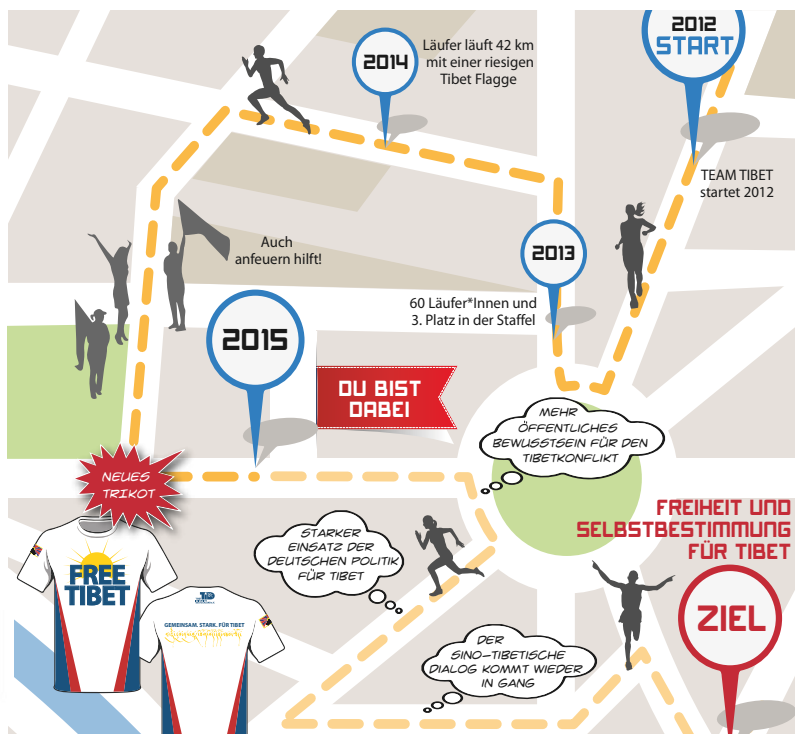 2012
START
2014
Läufer läuft 42 km
mit einer riesigen
Tibet Flagge
TEAM TIBET
startet 2012
2013
Auch
anfeuern hilft!
60 Läufer*Innen und
3. Platz in der Staffel
2015
DU BIST
DABEI
MEHR
ÖFFENTLICHES
BEWUSSTSEIN FÜR DEN
TIBETKONFLIKT
NEUES
TRIKOT
FREIHEIT UND
SELBSTBESTIMMUNG
FÜR TIBET
STARKER
EINSATZ DER
DEUTSCHEN POLITIK
FÜR TIBET
FREE
TIBET
ZIEL
GEMEINSAM. STARK. FÜR TIBET
DER
SINO-TIBETISCHE
DIALOG KOMMT WIEDER
IN GANG